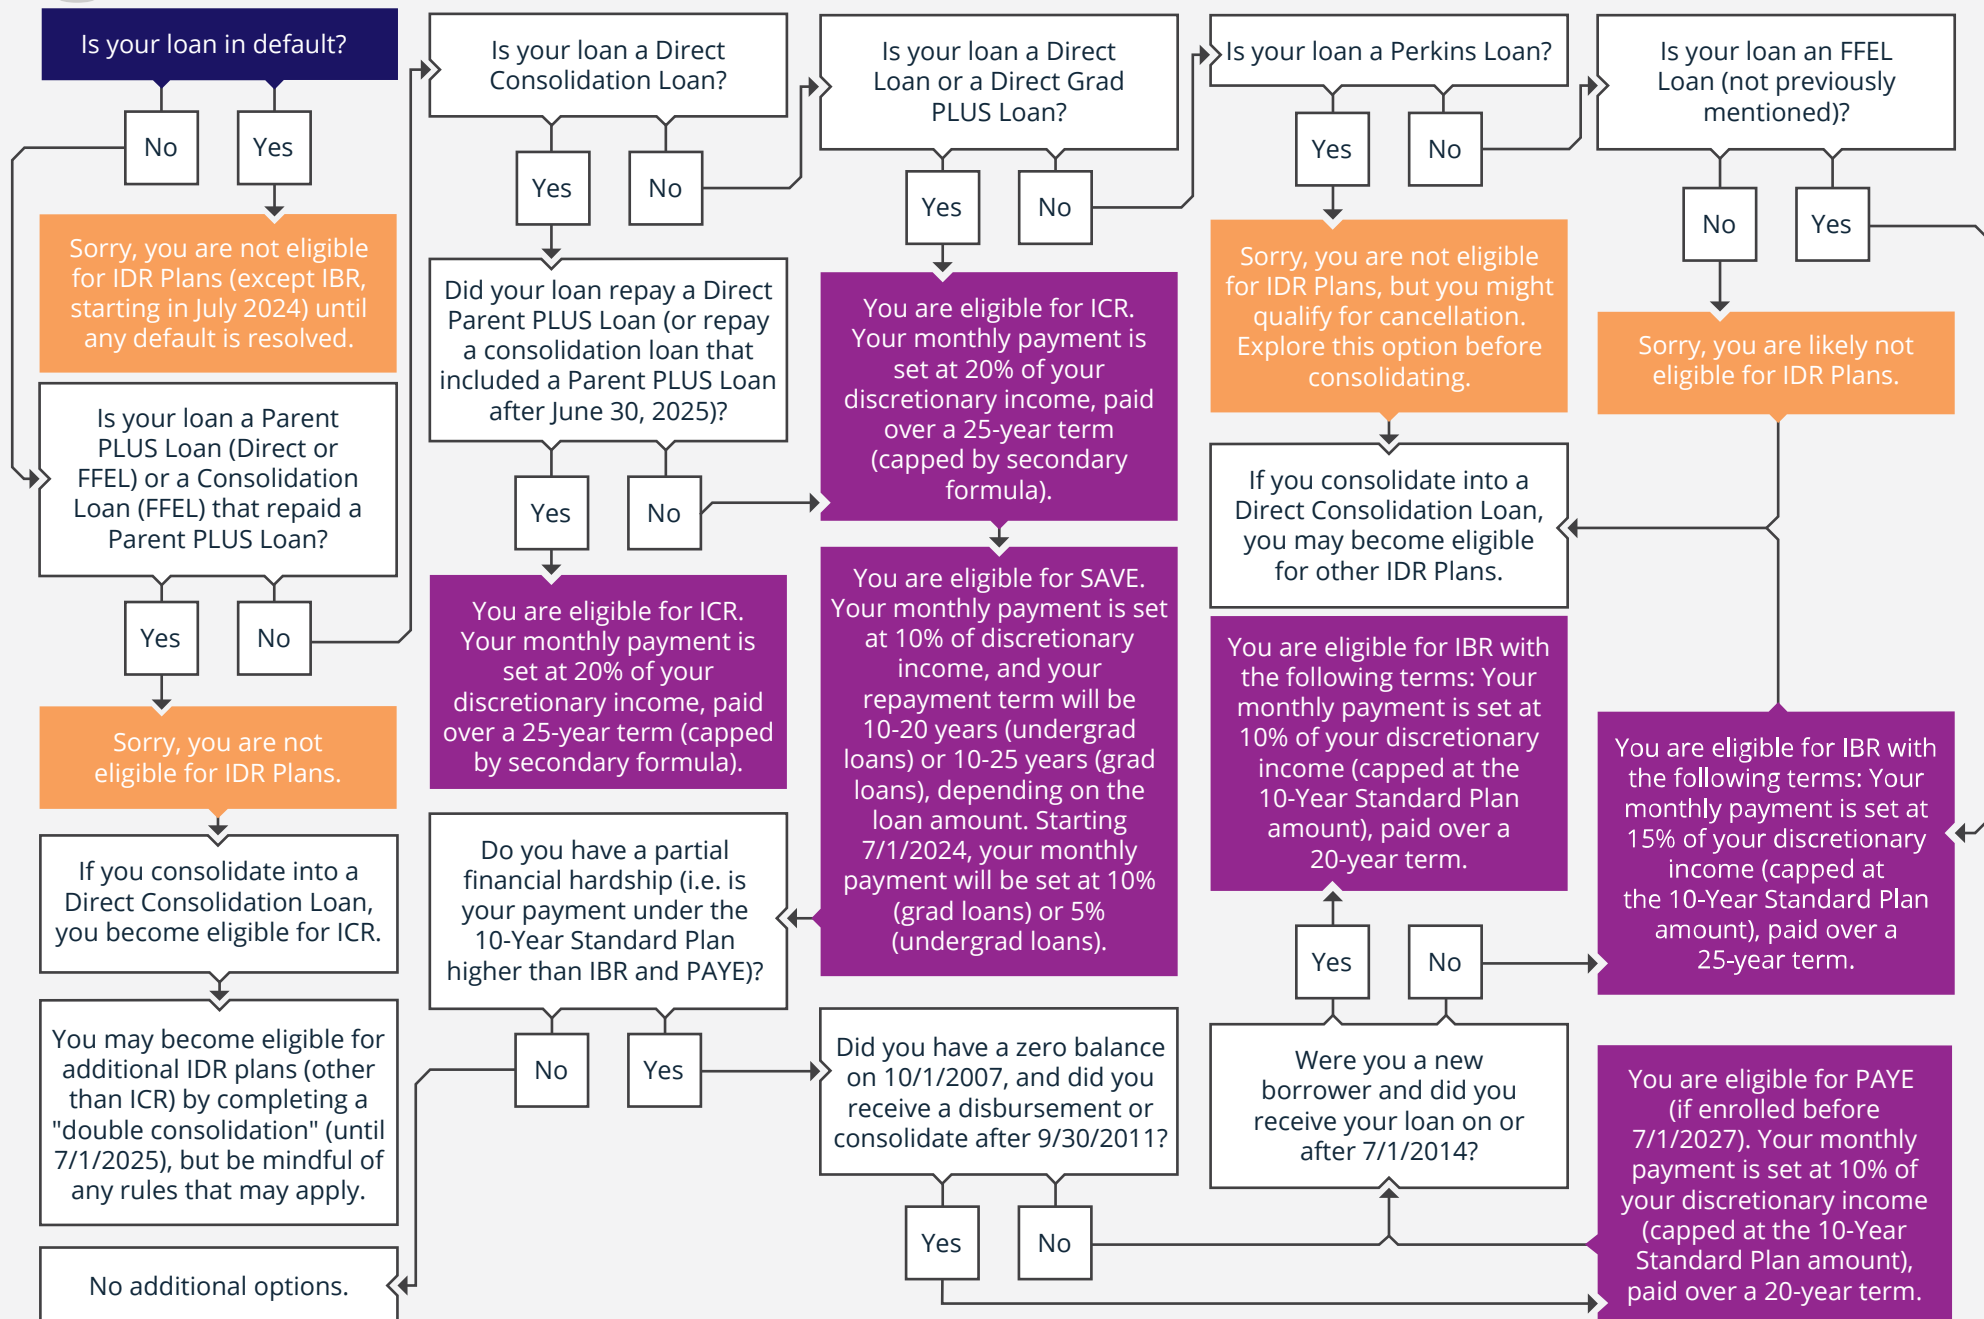 Is your loan in default?
No
Yes
Sorry, you are not eligible
for IDR Plans (except IBR,
starting in July 2024) until
any default is resolved.
Is your loan a Parent
PLUS Loan (Direct or
FFEL) or a Consolidation
Loan (FFEL) that repaid a
Parent PLUS Loan?
Yes
No
Sorry, you are not
eligible for IDR Plans.
If you consolidate into a
Direct Consolidation Loan,
you become eligible for ICR.
You may become eligible for
additional IDR plans (other
than ICR) by completing a
"double consolidation" (until
7/1/2025), but be mindful of
any rules that may apply.
No additional options.
Is your loan a Direct
Consolidation Loan?
Yes
No
Did your loan repay a Direct
Parent PLUS Loan (or repay
a consolidation loan that
included a Parent PLUS Loan
after June 30, 2025)?
Yes
No
You are eligible for ICR.
Your monthly payment is
set at 20% of your
discretionary income, paid
over a 25-year term (capped
by secondary formula).
Do you have a partial
financial hardship (i.e. is
your payment under the
10-Year Standard Plan
higher than IBR and PAYE)?
No
Yes
Is your loan a Direct
Loan or a Direct Grad
PLUS Loan?
Yes
No
You are eligible for ICR.
Your monthly payment is
set at 20% of your
discretionary income, paid
over a 25-year term
(capped by secondary
formula).
You are eligible for SAVE.
Your monthly payment is set
at 10% of discretionary
income, and your
repayment term will be
10-20 years (undergrad
loans) or 10-25 years (grad
loans), depending on the
loan amount. Starting
7/1/2024, your monthly
payment will be set at 10%
(grad loans) or 5%
(undergrad loans).
Did you have a zero balance
on 10/1/2007, and did you
receive a disbursement or
consolidate after 9/30/2011?
Yes
No
Is your loan a Perkins Loan?
Yes
No
Sorry, you are not eligible
for IDR Plans, but you might
qualify for cancellation.
Explore this option before
consolidating.
If you consolidate into a
Direct Consolidation Loan,
you may become eligible
for other IDR Plans.
You are eligible for IBR with
the following terms: Your
monthly payment is set at
10% of your discretionary
income (capped at the
10-Year Standard Plan
amount), paid over a
20-year term.
Yes
No
Were you a new
borrower and did you
receive your loan on or
after 7/1/2014?
Is your loan an FFEL
Loan (not previously
mentioned)?
No
Yes
Sorry, you are likely not
eligible for IDR Plans.
You are eligible for IBR with
the following terms: Your
monthly payment is set at
15% of your discretionary
income (capped at
the 10-Year Standard Plan
amount), paid over a
25-year term.
You are eligible for PAYE
(if enrolled before
7/1/2027). Your monthly
payment is set at 10% of
your discretionary income
(capped at the 10-Year
Standard Plan amount),
paid over a 20-year term.